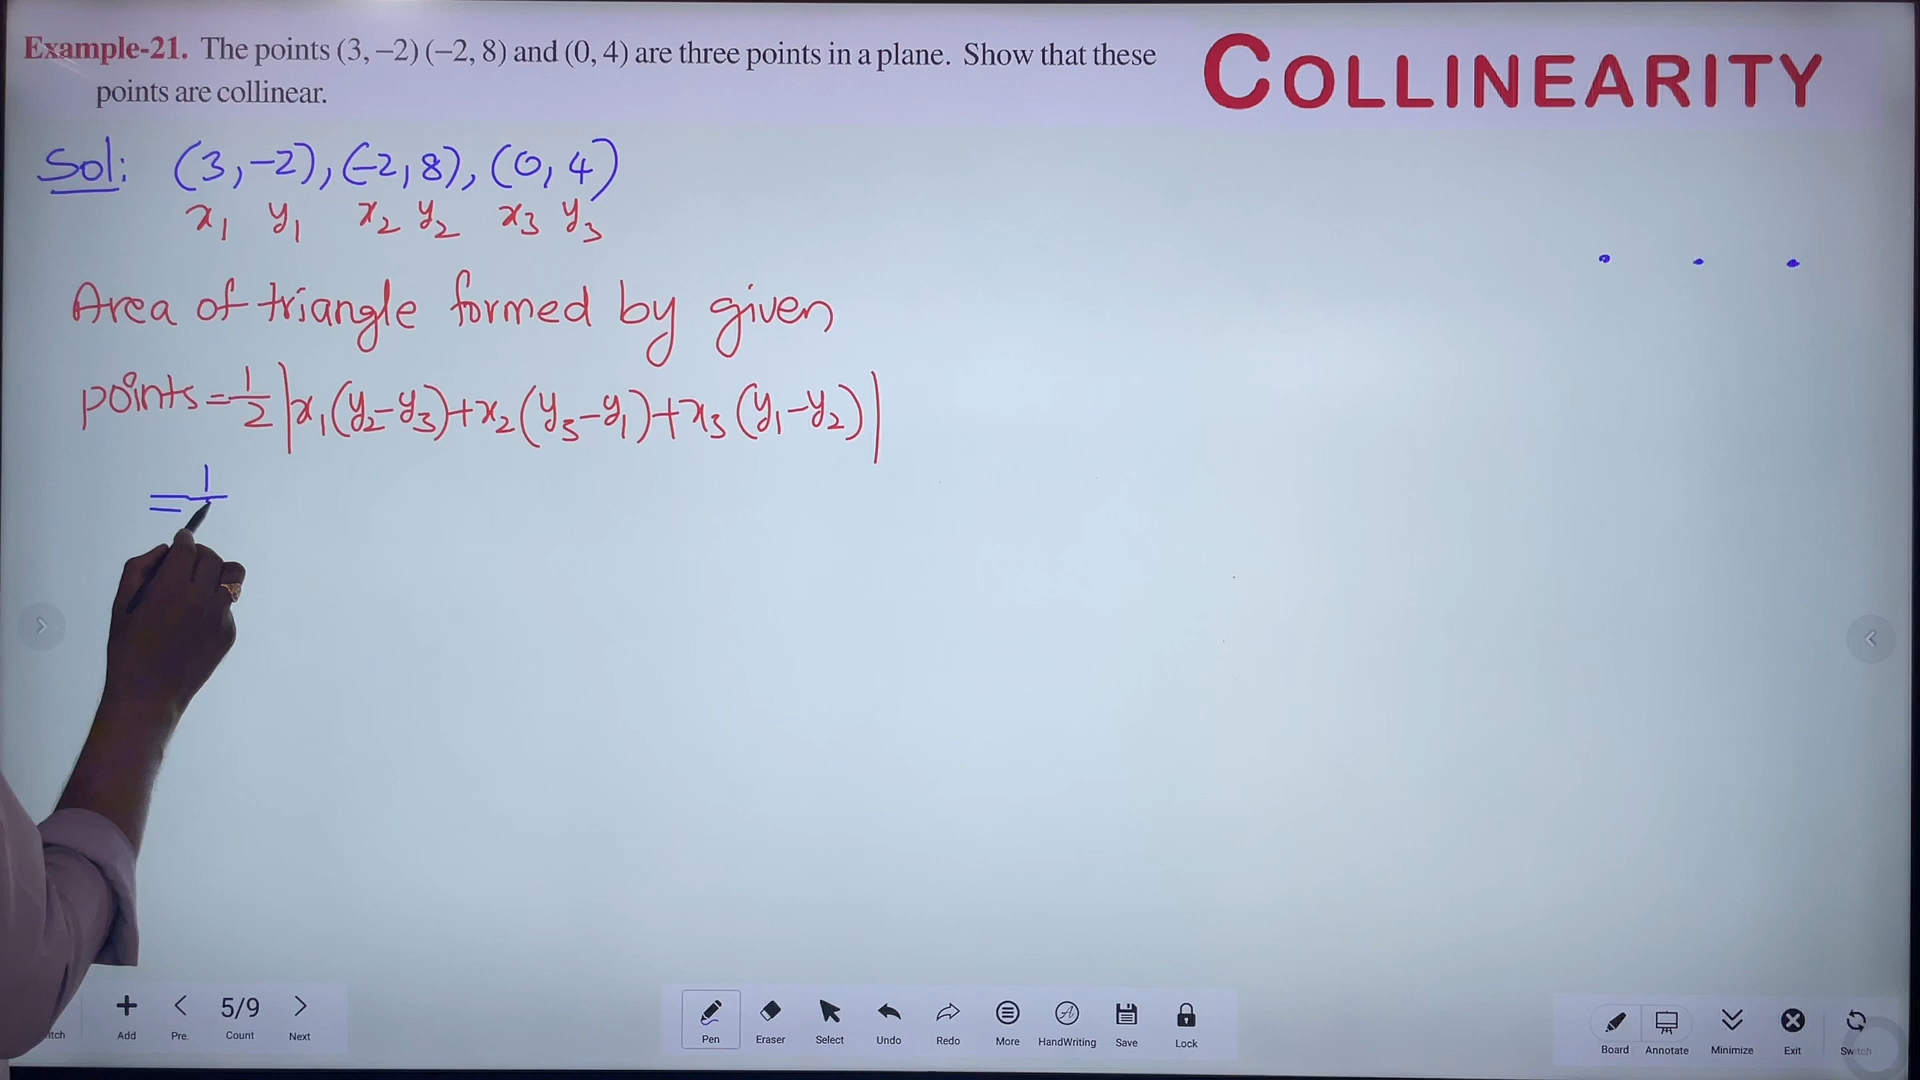 Example-21. The points (3, −2) (−2, 8) and (0, 4) are three points in a plane. Show that these
points are collinear.
COLLINEARITY
Sol: (3, −2), (−2, 8), (0, 4)
x₁ y₁ x₂ y₂ x₃ y₃
Area of triangle formed by given
points = 1/2 |x₁(y₂−y₃)+x₂(y₃−y₁)+x₃(y₁−y₂)|
= 1
5/9
Add Pre. Count Next
Pen Eraser Select Undo Redo More HandWriting Save Lock
Board Annotate Minimize Exit Switch